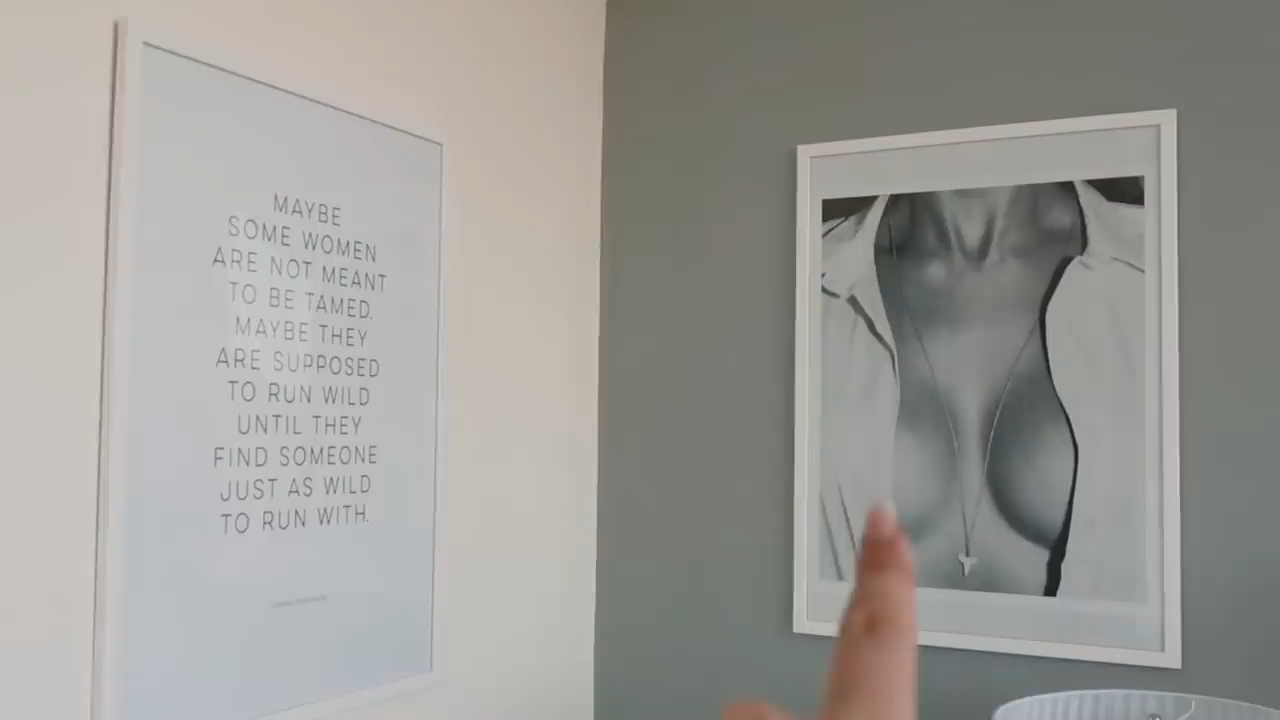 MAYBE
SOME WOMEN
ARE NOT MEANT
TO BE TAMED.
MAYBE THEY
ARE SUPPOSED
TO RUN WILD
UNTIL THEY
FIND SOMEONE
JUST AS WILD
TO RUN WITH.